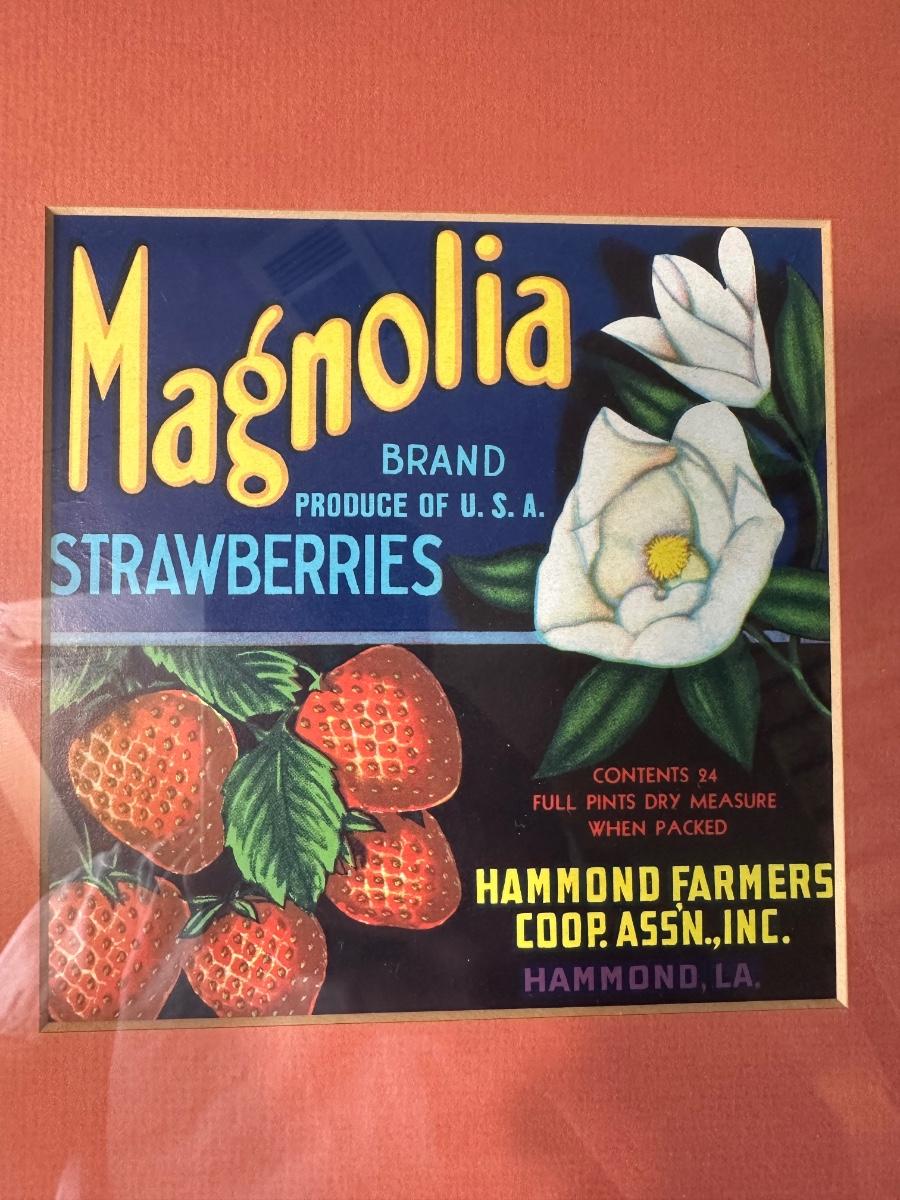 Magnolia
BRAND
PRODUCE OF U. S. A.
STRAWBERRIES
CONTENTS 24
FULL PINTS DRY MEASURE
WHEN PACKED
HAMMOND FARMERS
COOP. ASS'N., INC.
HAMMOND, LA.